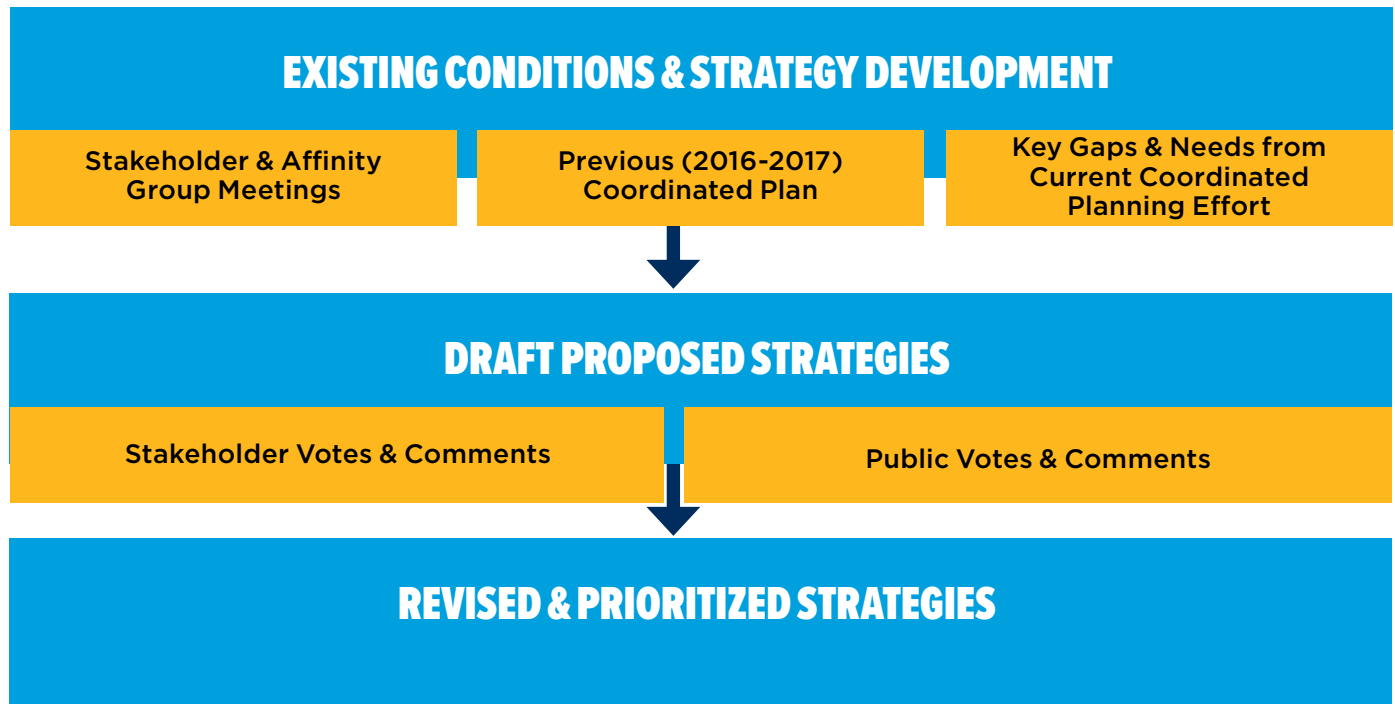 EXISTING CONDITIONS & STRATEGY DEVELOPMENT
Stakeholder & Affinity
Group Meetings
Previous (2016-2017)
Coordinated Plan
Key Gaps & Needs from
Current Coordinated
Planning Effort
DRAFT PROPOSED STRATEGIES
Stakeholder Votes & Comments
Public Votes & Comments
REVISED & PRIORITIZED STRATEGIES